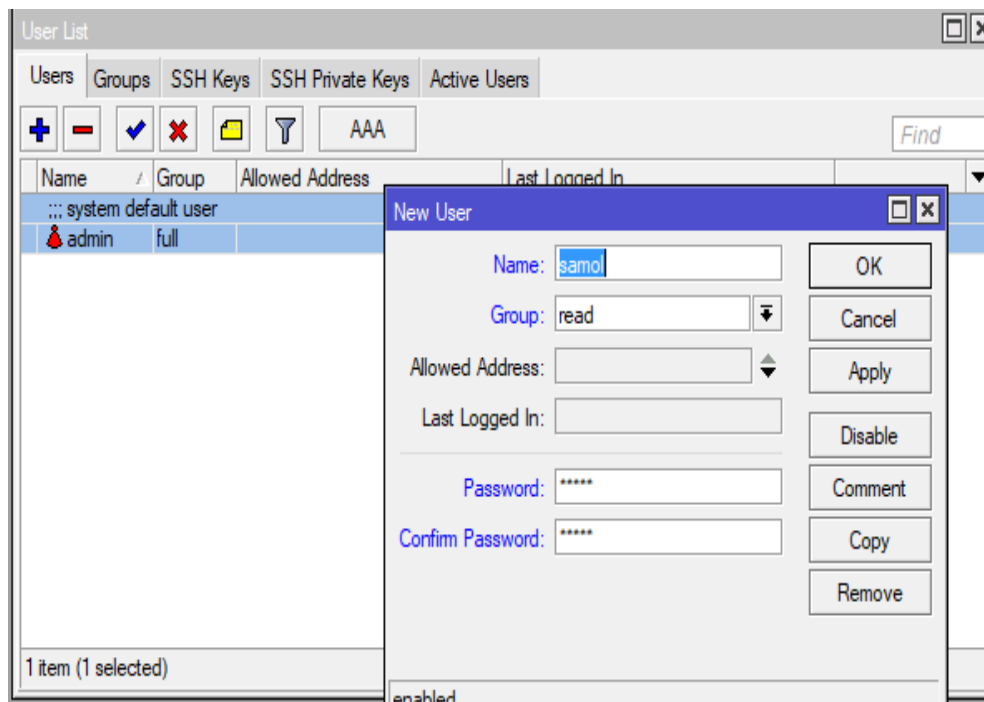 User List
Users Groups SSH Keys SSH Private Keys Active Users
AAA Find
Name Group Allowed Address Last Logged In
;;; system default user
admin full
New User
Name: samol OK
Group: read Cancel
Allowed Address: Apply
Last Logged In: Disable
Password: ***** Comment
Confirm Password: ***** Copy
Remove
1 item (1 selected)
enabled